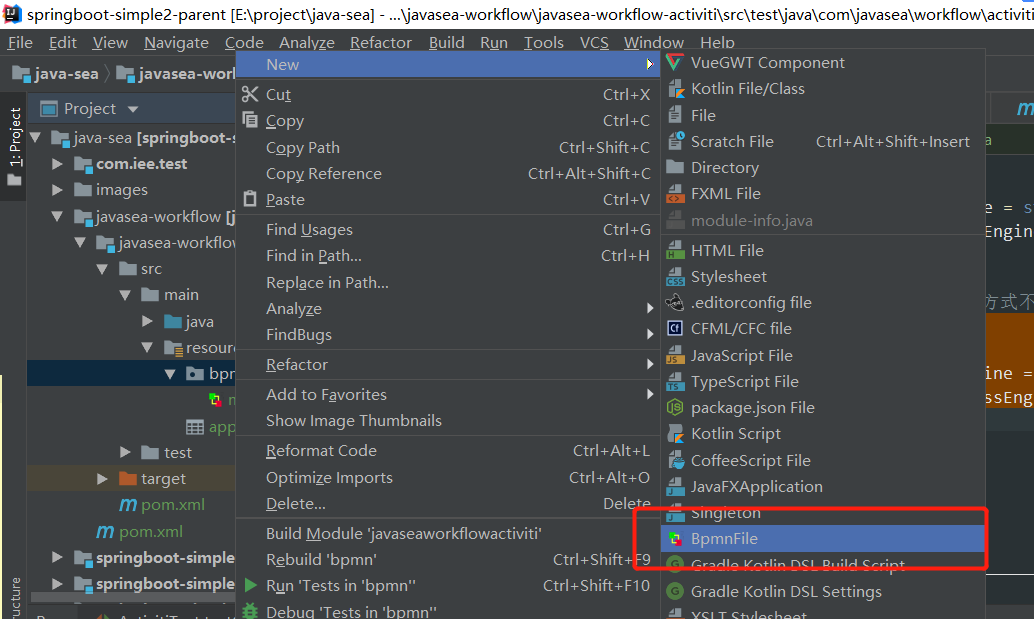 springboot-simple2-parent [E:\project\java-sea] - ...\javasea-workflow\javasea-workflow-activiti\src\test\java\com\javasea\workflow\activiti
File Edit View Navigate Code Analyze Refactor Build Run Tools VCS Window Help
java-sea
1: Project
Project
java-sea [springboot-s
com.iee.test
images
javasea-workflow [j
javasea-workflow
src
main
java
resour
bpr
app
test
target
pom.xml
pom.xml
springboot-simple
springboot-simple
ucture
New
Cut Ctrl+X
Copy Ctrl+C
Copy Path Ctrl+Shift+C
Copy Reference Ctrl+Alt+Shift+C
Paste Ctrl+V
Find Usages Ctrl+G
Find in Path... Ctrl+H
Replace in Path...
Analyze
FindBugs
Refactor
Add to Favorites
Show Image Thumbnails
Reformat Code Ctrl+Alt+L
Optimize Imports Ctrl+Alt+O
Delete... Delete
Build Module 'javaseaworkflowactiviti'
Rebuild 'bpmn' Ctrl+Shift+F9
Run 'Tests in 'bpmn'' Ctrl+Shift+F10
Debug 'Tests in 'bpmn''
VueGWT Component
Kotlin File/Class
File
Scratch File Ctrl+Alt+Shift+Insert
Directory
FXML File
module-info.java
HTML File
Stylesheet
.editorconfig file
CFML/CFC file
JavaScript File
TypeScript File
package.json File
Kotlin Script
CoffeeScript File
JavaFXApplication
Singleton
BpmnFile
Gradle Kotlin DSL Build Script
Gradle Kotlin DSL Settings
XSLT Stylesheet
e = s
Engin
方式不
ine =
ssEng